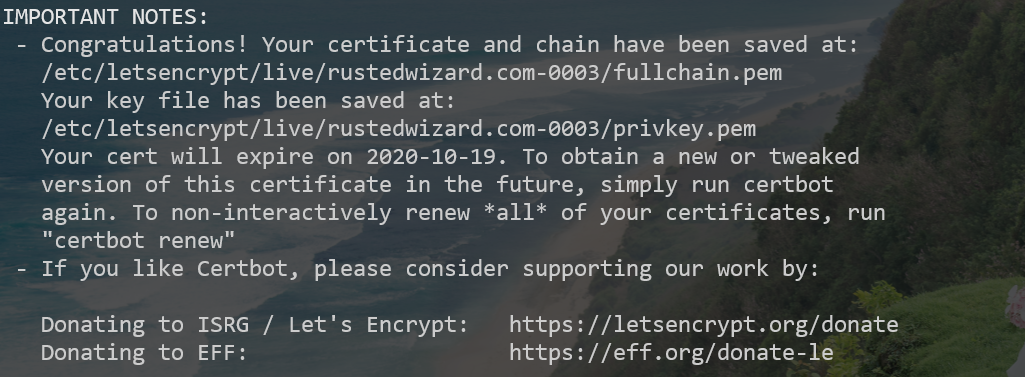 IMPORTANT NOTES:
- Congratulations! Your certificate and chain have been saved at:
/etc/letsencrypt/live/rustedwizard.com-0003/fullchain.pem
Your key file has been saved at:
/etc/letsencrypt/live/rustedwizard.com-0003/privkey.pem
Your cert will expire on 2020-10-19. To obtain a new or tweaked
version of this certificate in the future, simply run certbot
again. To non-interactively renew *all* of your certificates, run
"certbot renew"
- If you like Certbot, please consider supporting our work by:
Donating to ISRG / Let's Encrypt:   https://letsencrypt.org/donate
Donating to EFF:                    https://eff.org/donate-le